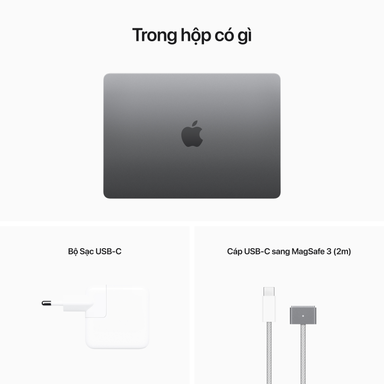 Trong hộp có gì
Bộ Sạc USB-C
Cáp USB-C sang MagSafe 3 (2m)